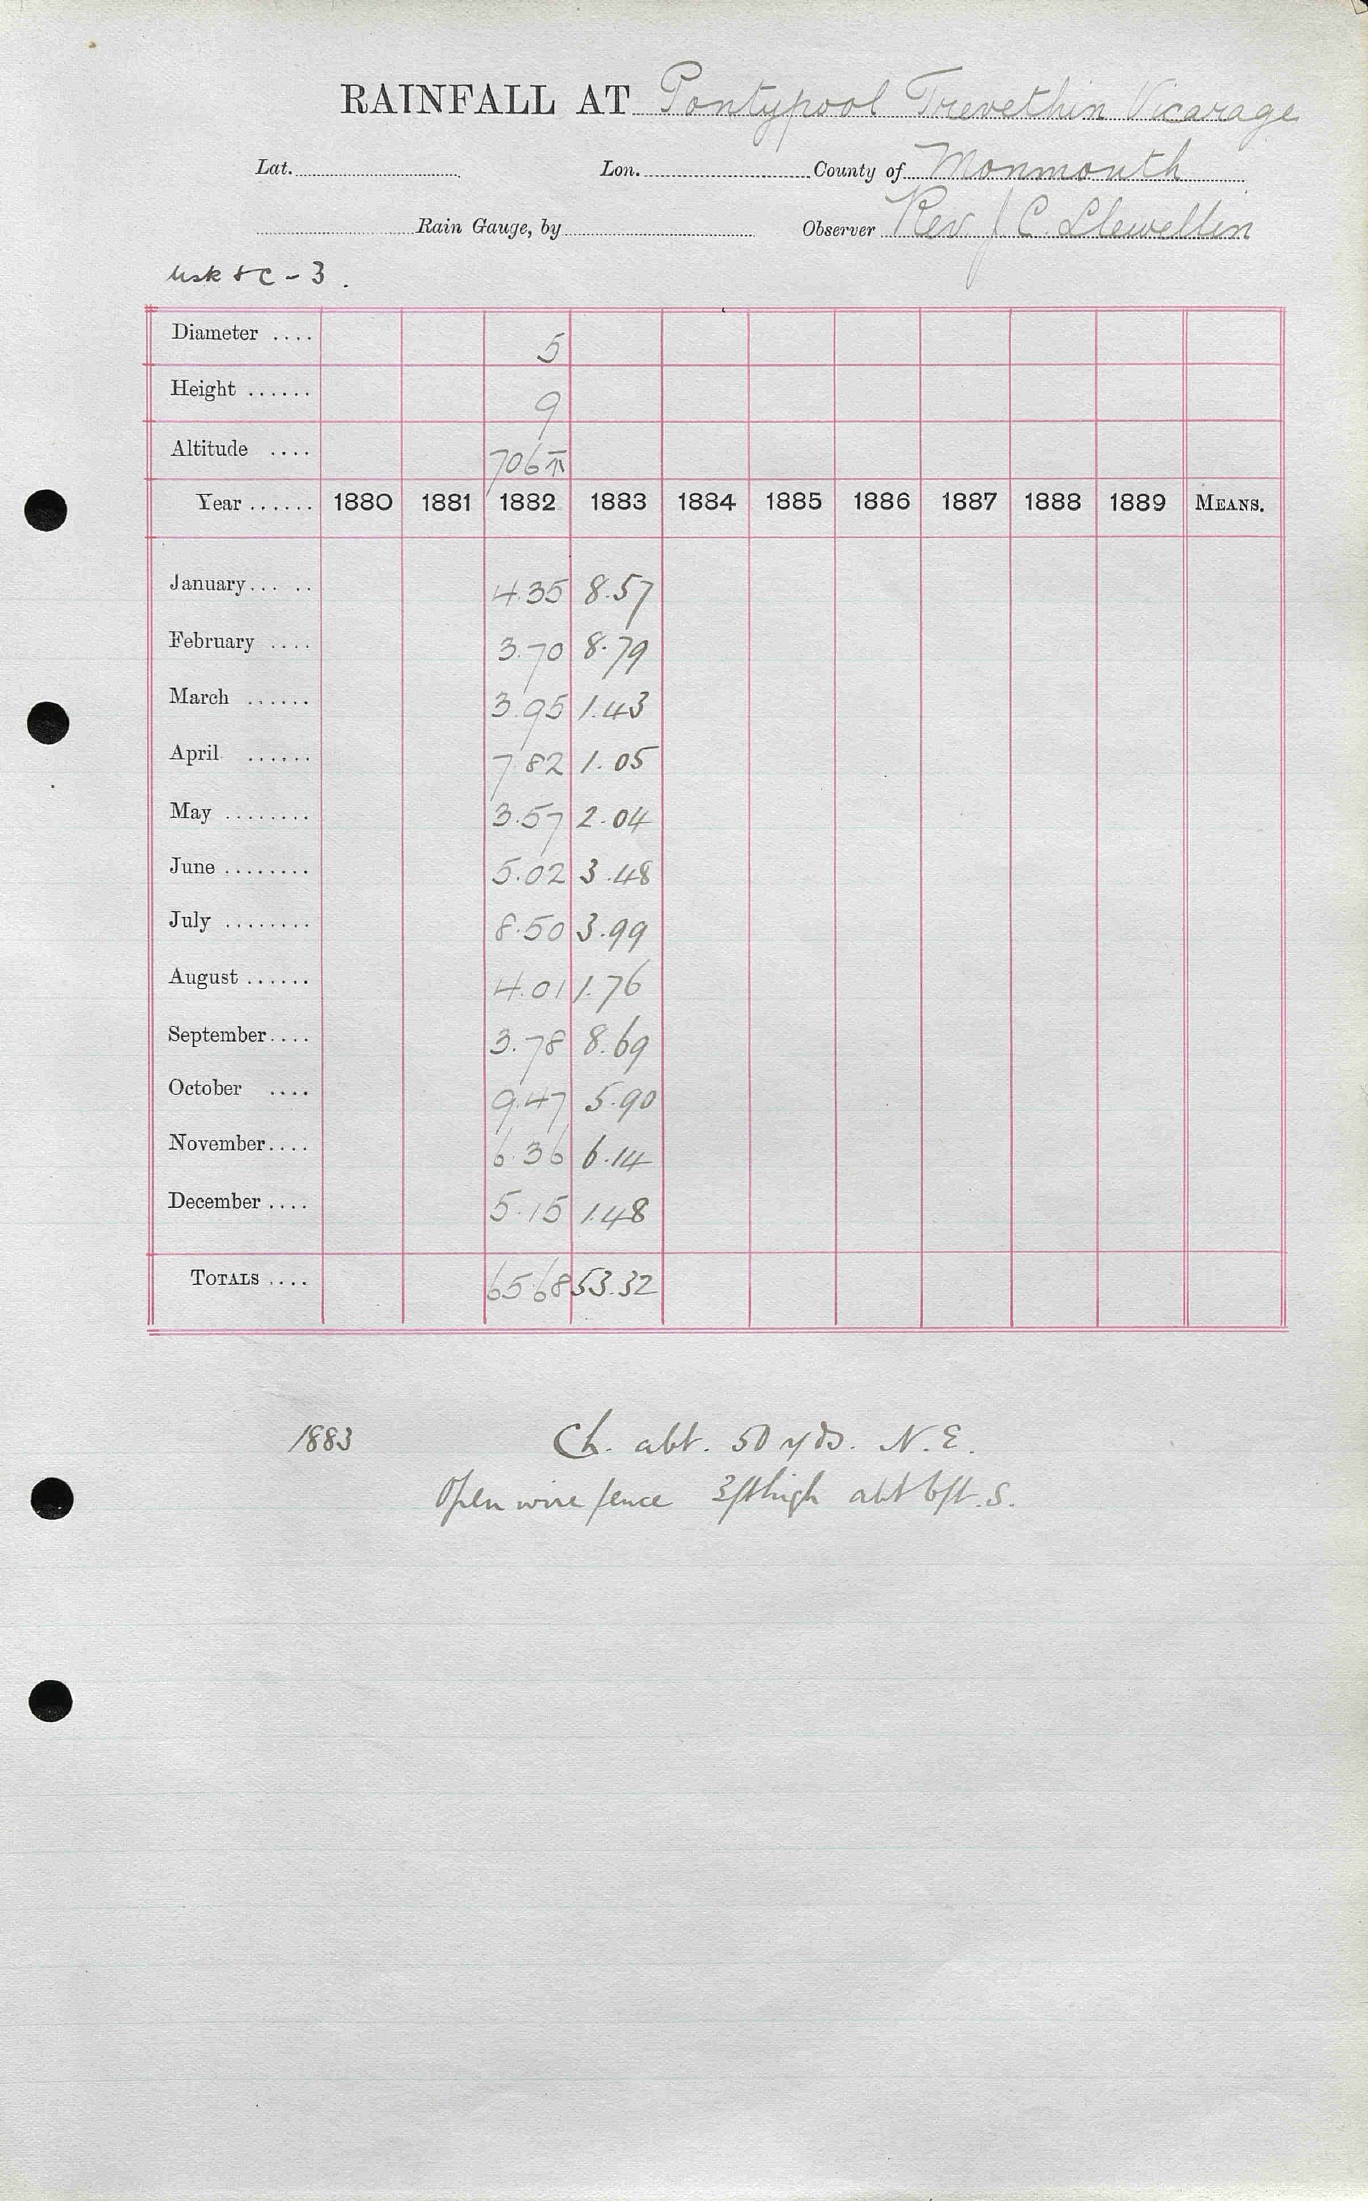 RAINFALL AT Pontypool Trevethin Vicarage
Lat. Lon. County of Monmouth
Rain Gauge, by Observer Rev. J C. Llewellin
Usk &c - 3.
Diameter .... 5
Height ...... 9
Altitude .... 706
Year ...... 1880 1881 1882 1883 1884 1885 1886 1887 1888 1889 MEANS.
January... .. 4.35 8.57
February .... 3.70 8.79
March ...... 3.95 1.43
April ...... 7.82 1.05
May ........ 3.57 2.04
June ........ 5.02 3.48
July ........ 8.50 3.99
August ...... 4.01 1.76
September.... 3.78 8.69
October .... 9.47 5.90
November.... 6.36 6.14
December .... 5.15 1.48
TOTALS .... 65.68 53.32
1883 Ch. abt. 50 yds. N.E.
Open wire fence 3ft high abt 6ft. S.